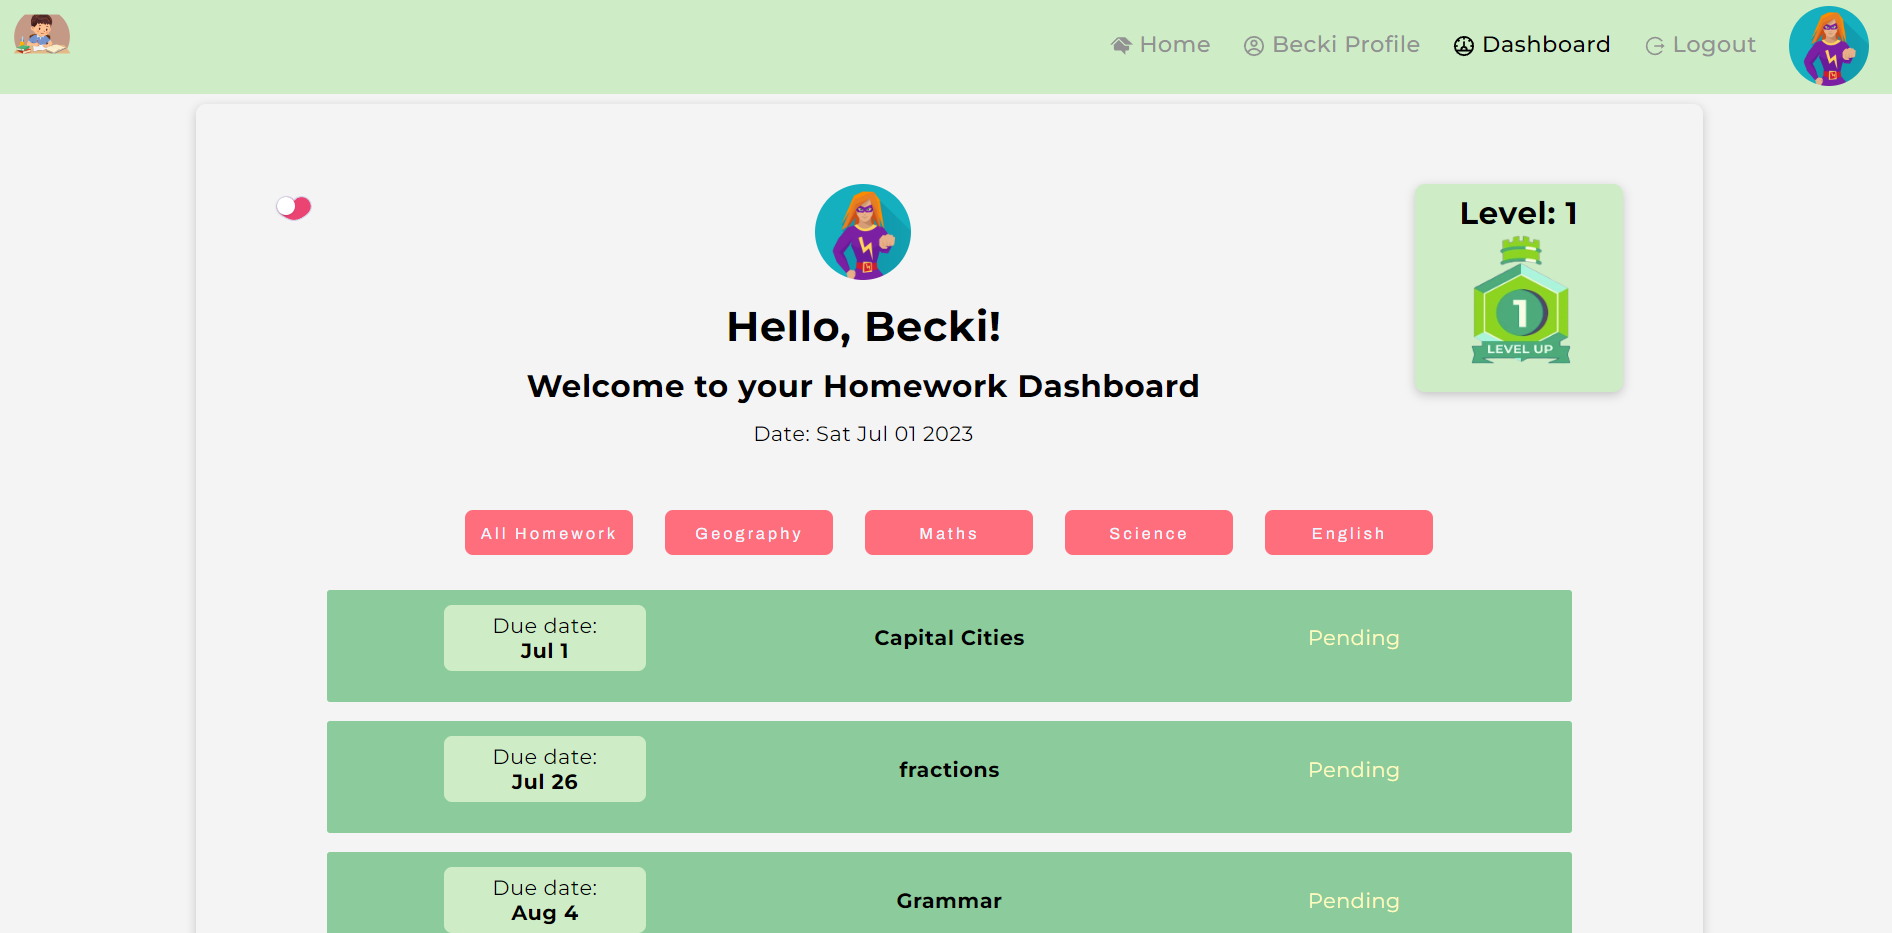 Home
Becki Profile
Dashboard
Logout
Level: 1
1
LEVEL UP
Hello, Becki!
Welcome to your Homework Dashboard
Date: Sat Jul 01 2023
All Homework
Geography
Maths
Science
English
Due date:
Jul 1
Capital Cities
Pending
Due date:
Jul 26
fractions
Pending
Due date:
Aug 4
Grammar
Pending